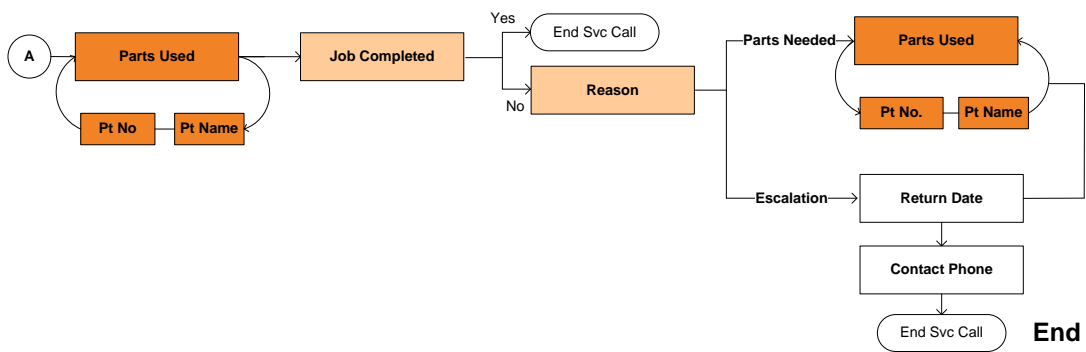 A
Parts Used
Pt No
Pt Name
Job Completed
Yes
No
End Svc Call
Reason
Parts Needed
Parts Used
Pt No.
Pt Name
Escalation
Return Date
Contact Phone
End Svc Call
End